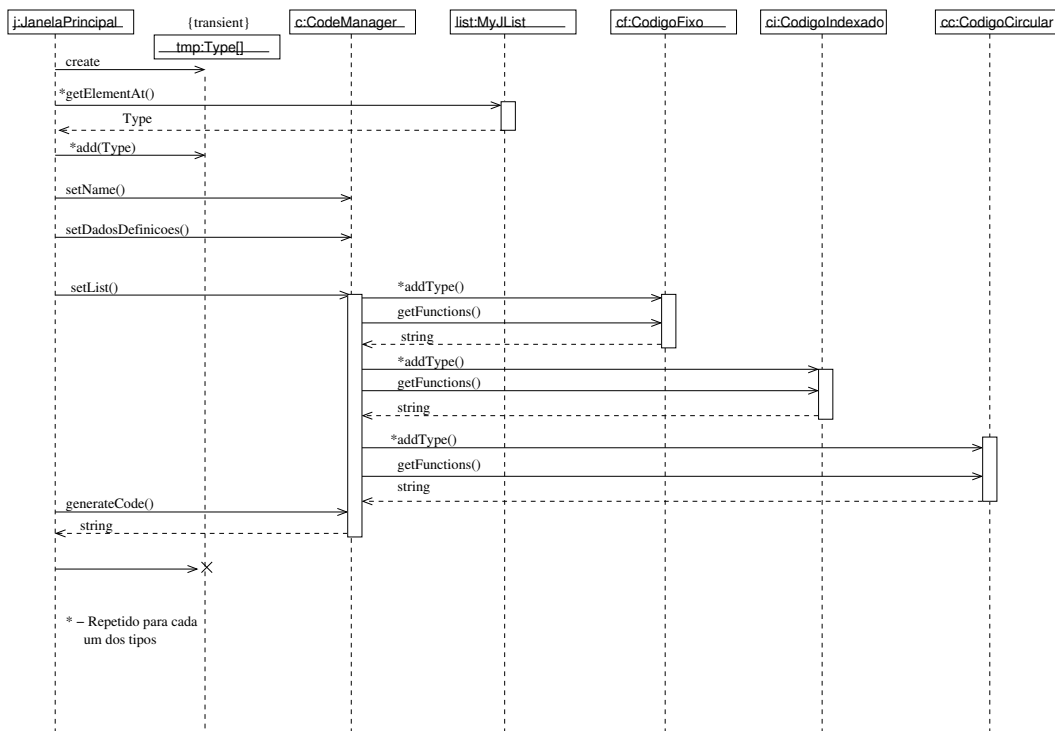 j:JanelaPrincipal
{transient}
tmp:Type[]
c:CodeManager
list:MyJList
cf:CodigoFixo
ci:CodigoIndexado
cc:CodigoCircular
create
*getElementAt()
Type
*add(Type)
setName()
setDadosDefinicoes()
setList()
*addType()
getFunctions()
string
*addType()
getFunctions()
string
*addType()
getFunctions()
string
generateCode()
string
* – Repetido para cada
um dos tipos